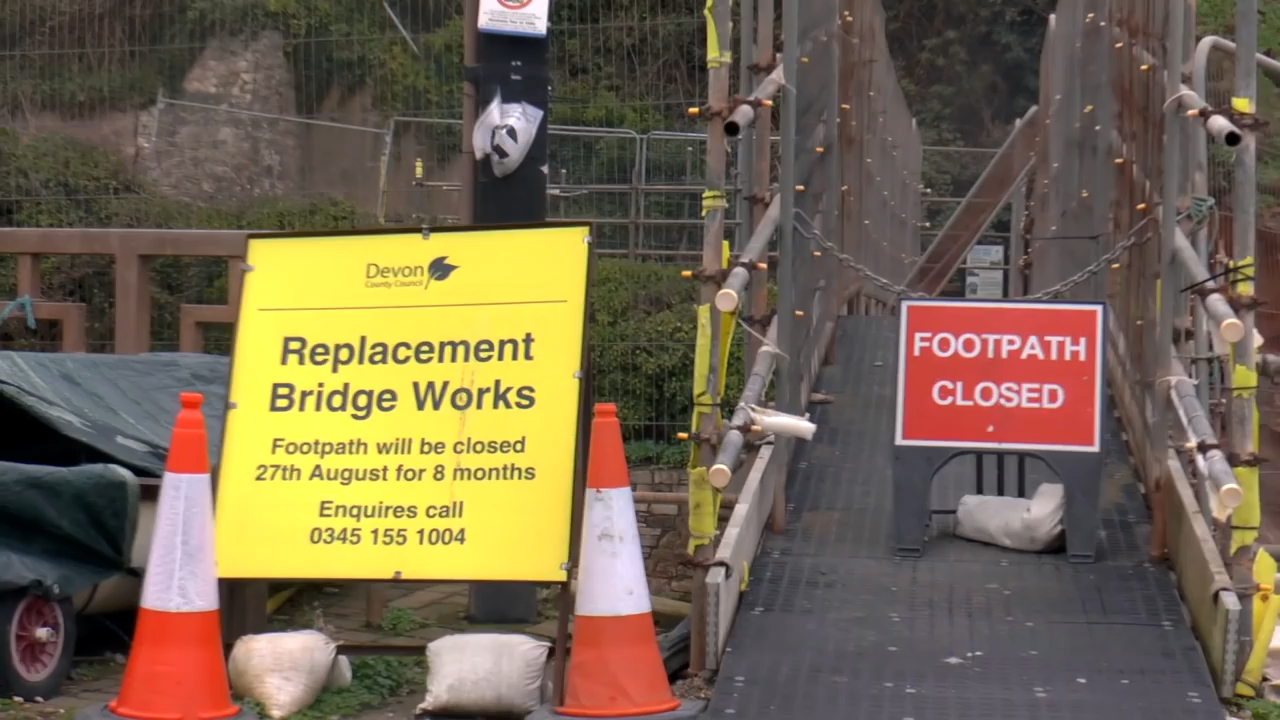 Devon
County Council
Replacement
Bridge Works
Footpath will be closed
27th August for 8 months
Enquires call
0345 155 1004
FOOTPATH
CLOSED